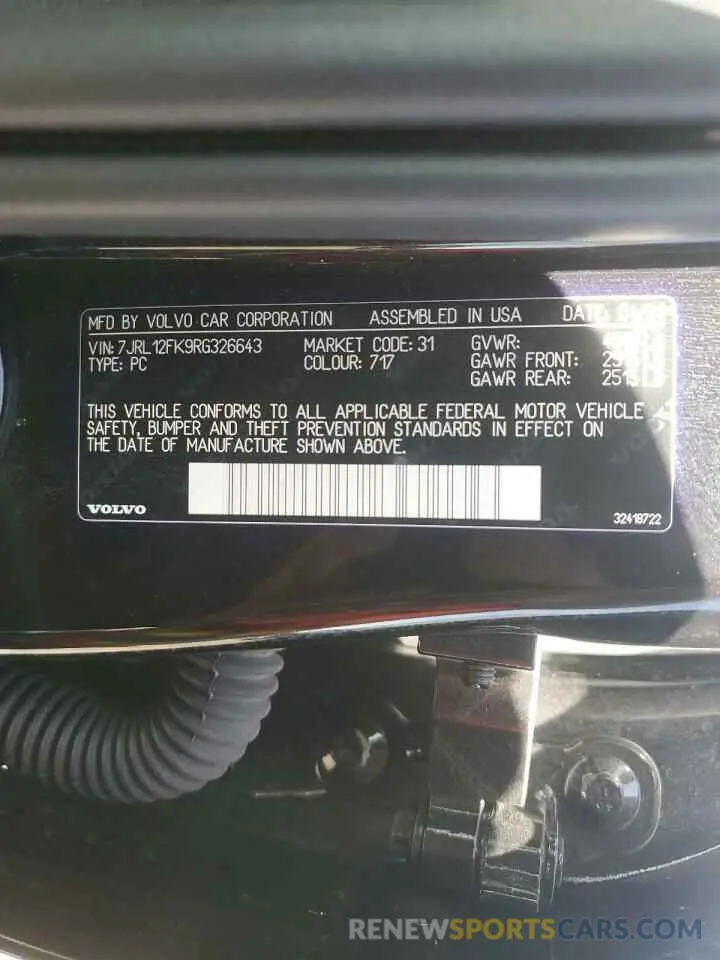 MFD BY VOLVO CAR CORPORATION ASSEMBLED IN USA DATE:
VIN: 7JRL12FK9RG326643 MARKET CODE: 31 GVWR:
TYPE: PC COLOUR: 717 GAWR FRONT:
GAWR REAR:
THIS VEHICLE CONFORMS TO ALL APPLICABLE FEDERAL MOTOR VEHICLE
SAFETY, BUMPER AND THEFT PREVENTION STANDARDS IN EFFECT ON
THE DATE OF MANUFACTURE SHOWN ABOVE.
VOLVO 32418722
RENEWSPORTSCARS.COM